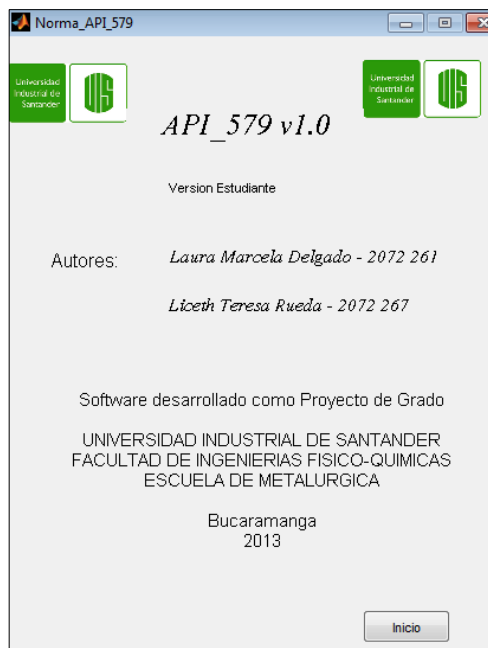 Norma_API_579
Universidad
Industrial de
Santander
Universidad
Industrial de
Santander
API_579 v1.0
Version Estudiante
Autores: Laura Marcela Delgado - 2072 261
Liceth Teresa Rueda - 2072 267
Software desarrollado como Proyecto de Grado
UNIVERSIDAD INDUSTRIAL DE SANTANDER
FACULTAD DE INGENIERIAS FISICO-QUIMICAS
ESCUELA DE METALURGICA
Bucaramanga
2013
Inicio